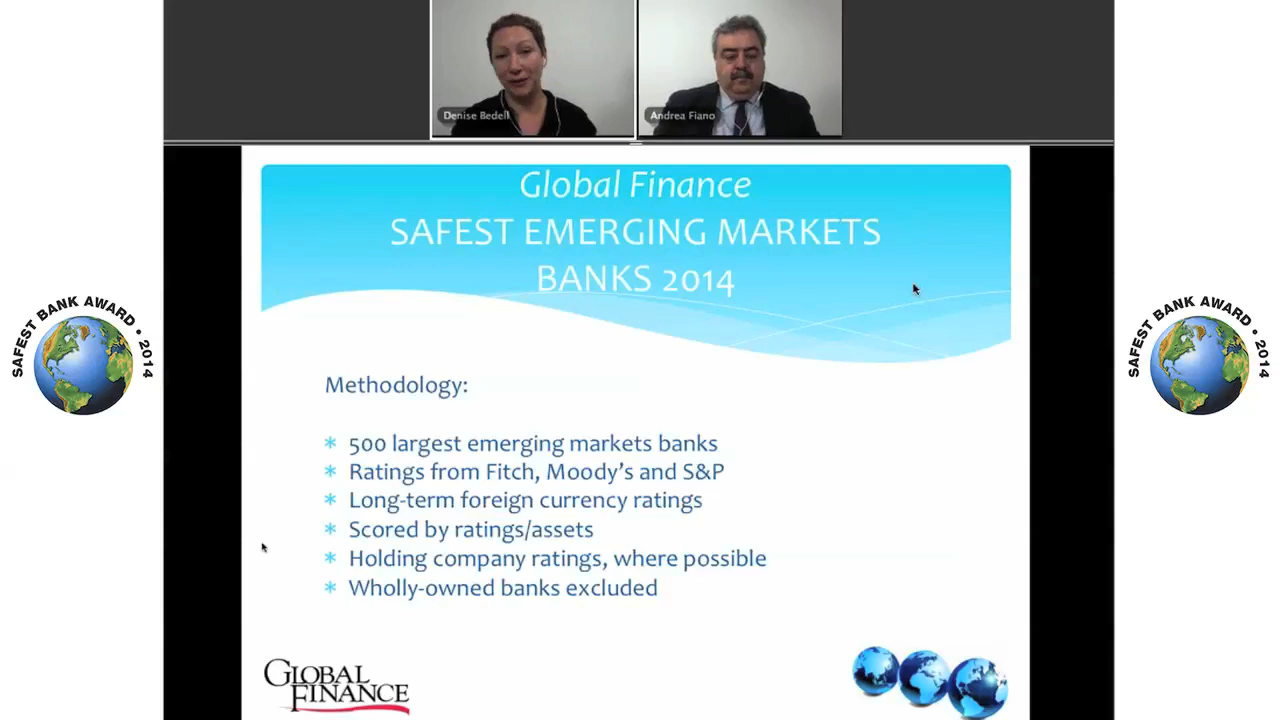 Denise Bedell
Andrea Fiano
Global Finance
SAFEST EMERGING MARKETS
BANKS 2014
SAFEST BANK AWARD • 2014
SAFEST BANK AWARD • 2014
Methodology:
* 500 largest emerging markets banks
* Ratings from Fitch, Moody's and S&P
* Long-term foreign currency ratings
* Scored by ratings/assets
* Holding company ratings, where possible
* Wholly-owned banks excluded
GLOBAL
FINANCE